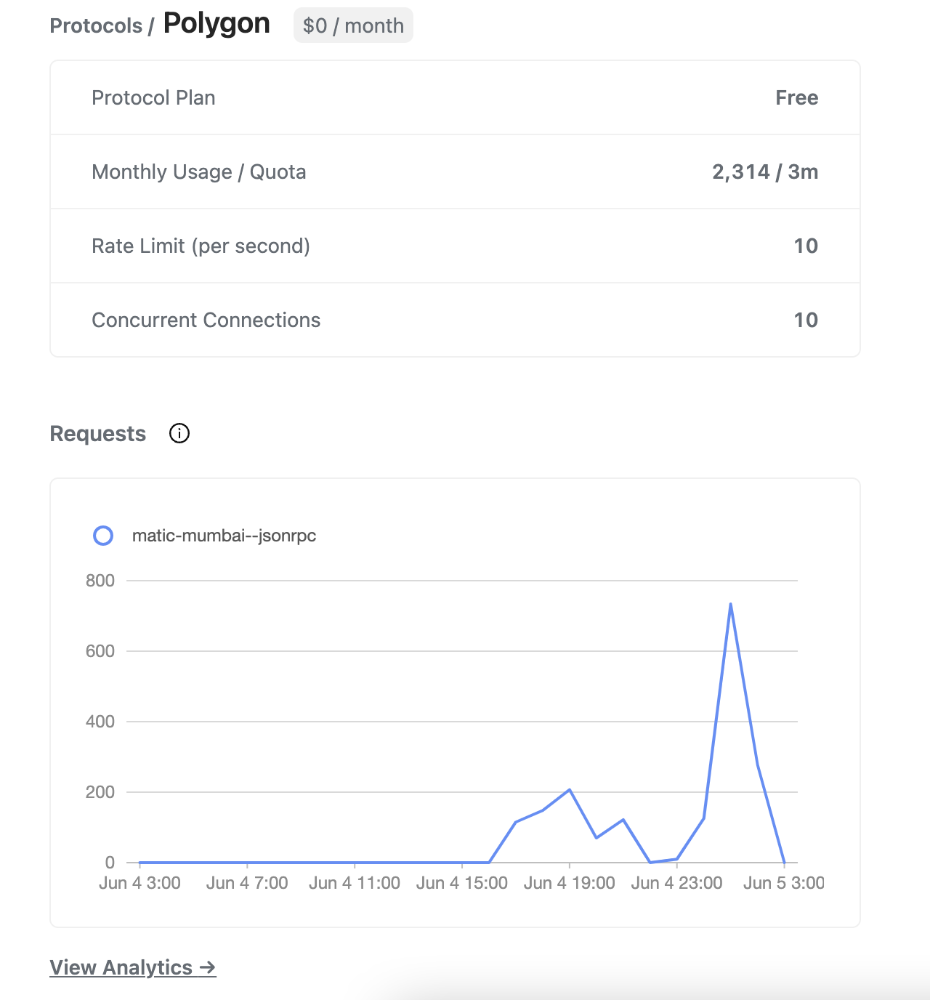 Protocols / Polygon $0 / month
Protocol Plan Free
Monthly Usage / Quota 2,314 / 3m
Rate Limit (per second) 10
Concurrent Connections 10
Requests
matic-mumbai--jsonrpc
800
600
400
200
0
Jun 4 3:00 Jun 4 7:00 Jun 4 11:00 Jun 4 15:00 Jun 4 19:00 Jun 4 23:00 Jun 5 3:00
View Analytics →